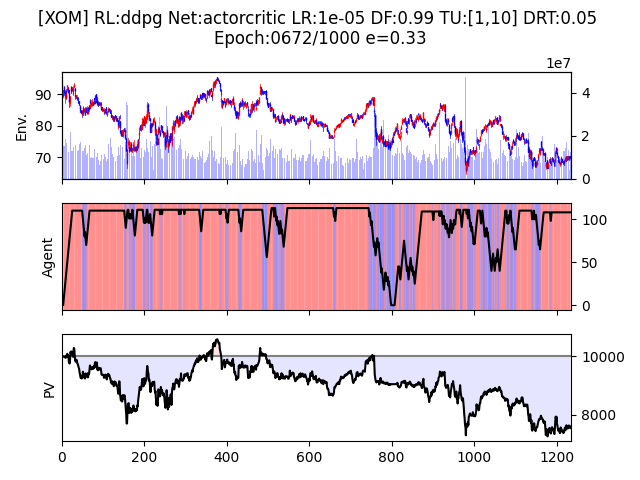 [XOM] RL:ddpg Net:actorcritic LR:1e-05 DF:0.99 TU:[1,10] DRT:0.05
Epoch:0672/1000 e=0.33
1e7
Env.
90
80
70
4
2
0
Agent
100
50
0
PV
10000
8000
0 200 400 600 800 1000 1200